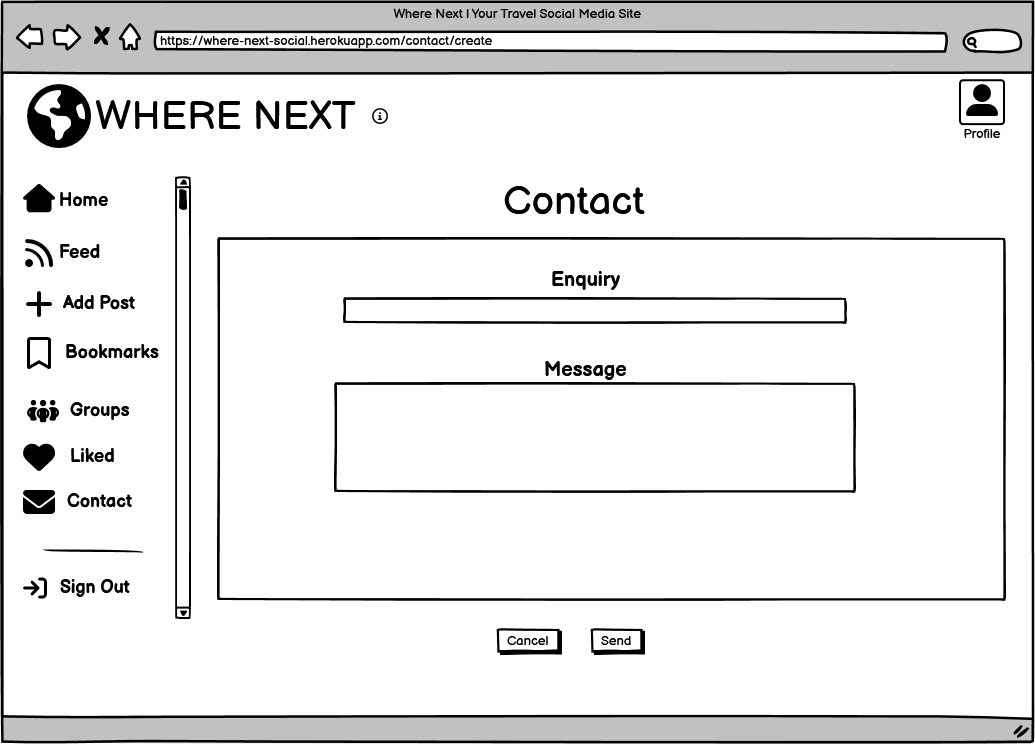 Where Next | Your Travel Social Media Site
https://where-next-social.herokuapp.com/contact/create
WHERE NEXT
Profile
Home
Feed
Add Post
Bookmarks
Groups
Liked
Contact
Sign Out
Contact
Enquiry
Message
Cancel
Send